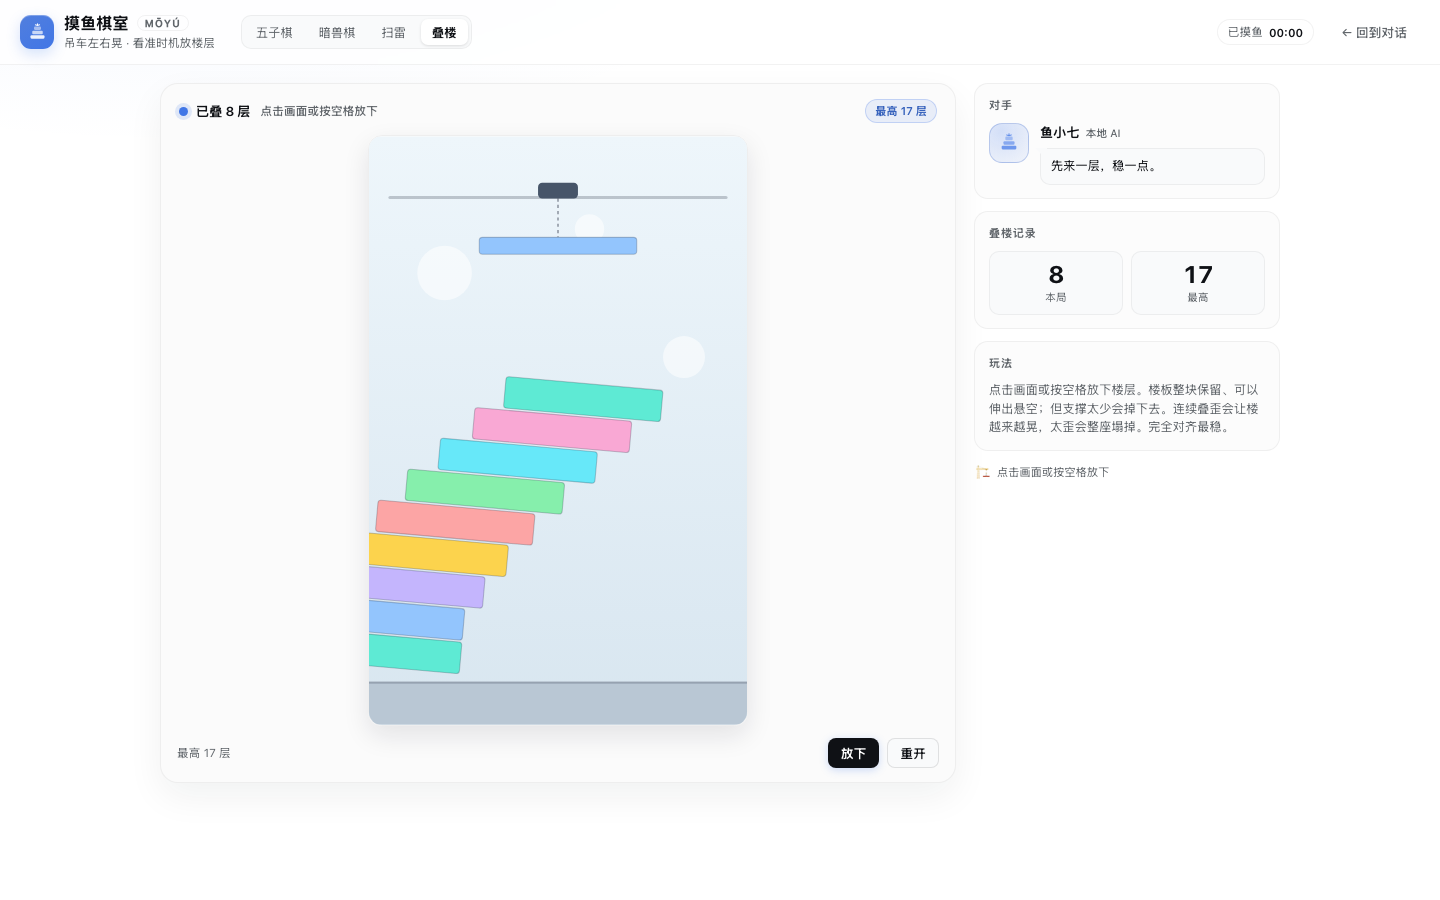 摸鱼棋室 MŌYÚ
吊车左右晃 · 看准时机放楼层
五子棋 暗兽棋 扫雷 叠楼
已摸鱼 00:00
← 回到对话
已叠 8 层 点击画面或按空格放下
最高 17 层
最高 17 层
放下
重开
对手
鱼小七 本地 AI
先来一层，稳一点。
叠楼记录
8
本局
17
最高
玩法
点击画面或按空格放下楼层。楼板整块保留、可以
伸出悬空；但支撑太少会掉下去。连续叠歪会让楼
越来越晃，太歪会整座塌掉。完全对齐最稳。
点击画面或按空格放下